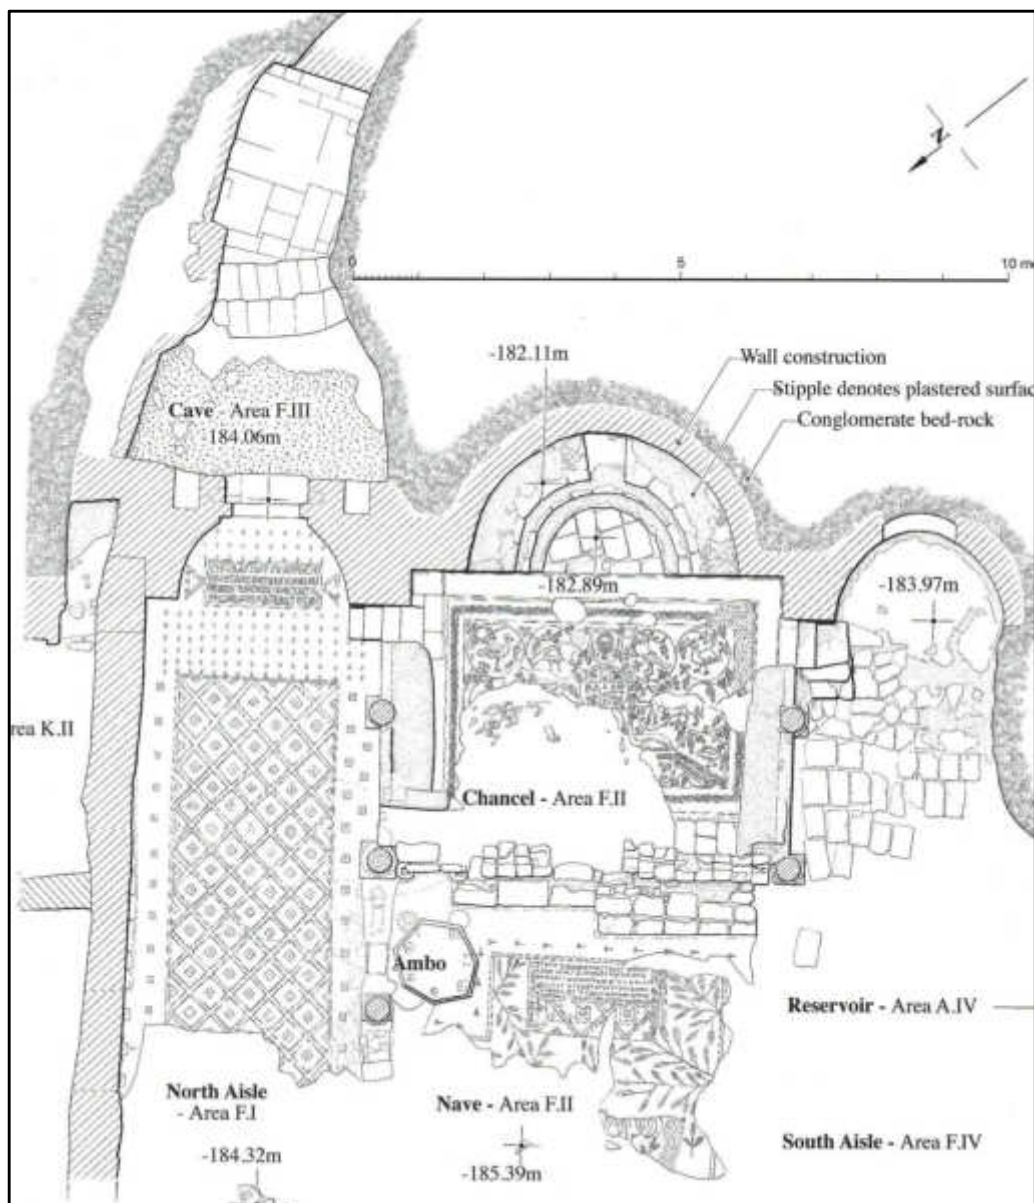 N
0
5
10 m
-182.11m
Wall construction
Stipple denotes plastered surfac
Conglomerate bed-rock
Cave - Area F.III
-184.06m
-182.89m
-183.97m
rea K.II
Chancel - Area F.II
Ambo
Reservoir - Area A.IV
North Aisle
- Area F.I
Nave - Area F.II
South Aisle - Area F.IV
-184.32m
-185.39m